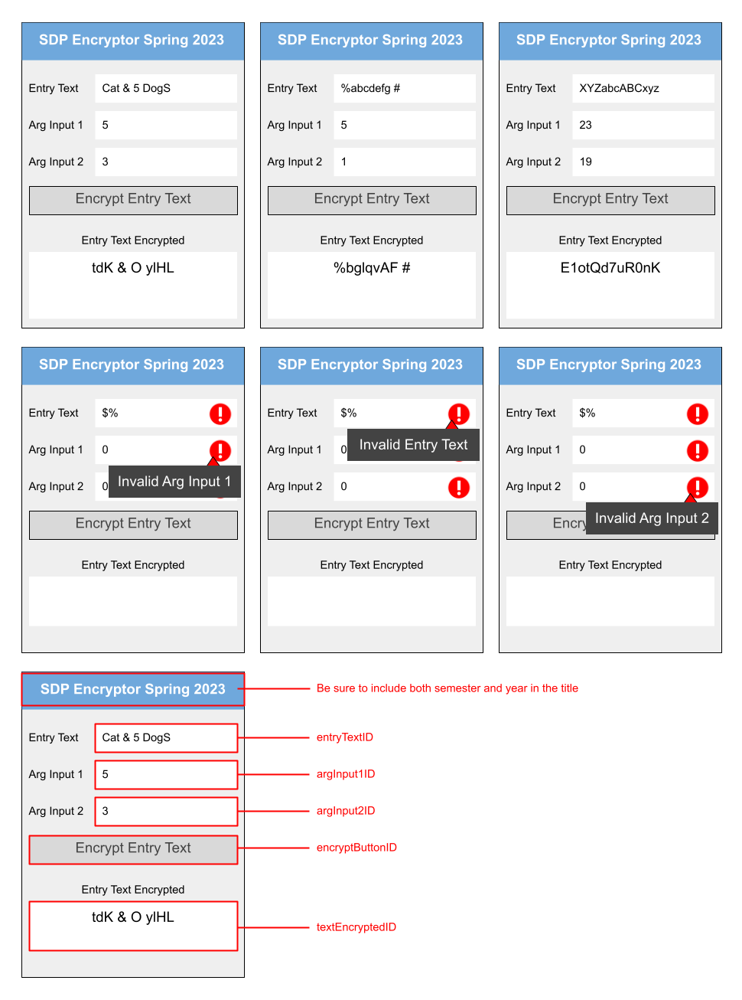 SDP Encryptor Spring 2023
Entry Text
Cat & 5 DogS
Arg Input 1
5
Arg Input 2
3
Encrypt Entry Text
Entry Text Encrypted
tdK & O ylHL
SDP Encryptor Spring 2023
Entry Text
%abcdefg #
Arg Input 1
5
Arg Input 2
1
Encrypt Entry Text
Entry Text Encrypted
%bglqvAF #
SDP Encryptor Spring 2023
Entry Text
XYZabcABCxyz
Arg Input 1
23
Arg Input 2
19
Encrypt Entry Text
Entry Text Encrypted
E1otQd7uR0nK
SDP Encryptor Spring 2023
Entry Text
$%
Arg Input 1
0
Invalid Arg Input 1
Arg Input 2
0
Encrypt Entry Text
Entry Text Encrypted
SDP Encryptor Spring 2023
Entry Text
$%
Invalid Entry Text
Arg Input 1
0
Arg Input 2
0
Encrypt Entry Text
Entry Text Encrypted
SDP Encryptor Spring 2023
Entry Text
$%
Arg Input 1
0
Arg Input 2
0
Invalid Arg Input 2
Entry Text Encrypted
SDP Encryptor Spring 2023
Be sure to include both semester and year in the title
Entry Text
Cat & 5 DogS
entryTextID
Arg Input 1
5
argInput1ID
Arg Input 2
3
argInput2ID
Encrypt Entry Text
encryptButtonID
Entry Text Encrypted
tdK & O ylHL
textEncryptedID